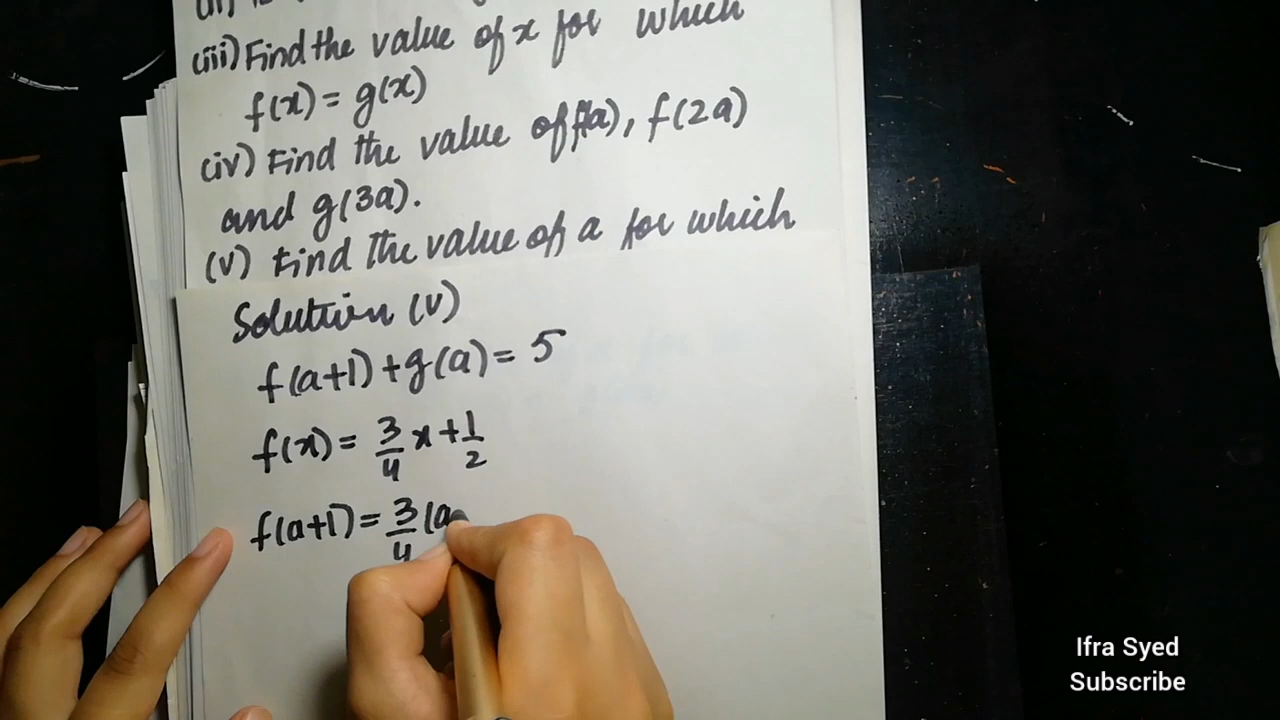 (iii) Find the value of x for which
f(x) = g(x)
(iv) Find the value of f(a), f(2a)
and g(3a).
(v) Find the value of a for which
Solution (v)
f(a+1)+g(a) = 5
f(x) = 3/4 x + 1/2
f(a+1) = 3/4 (a
Ifra Syed
Subscribe